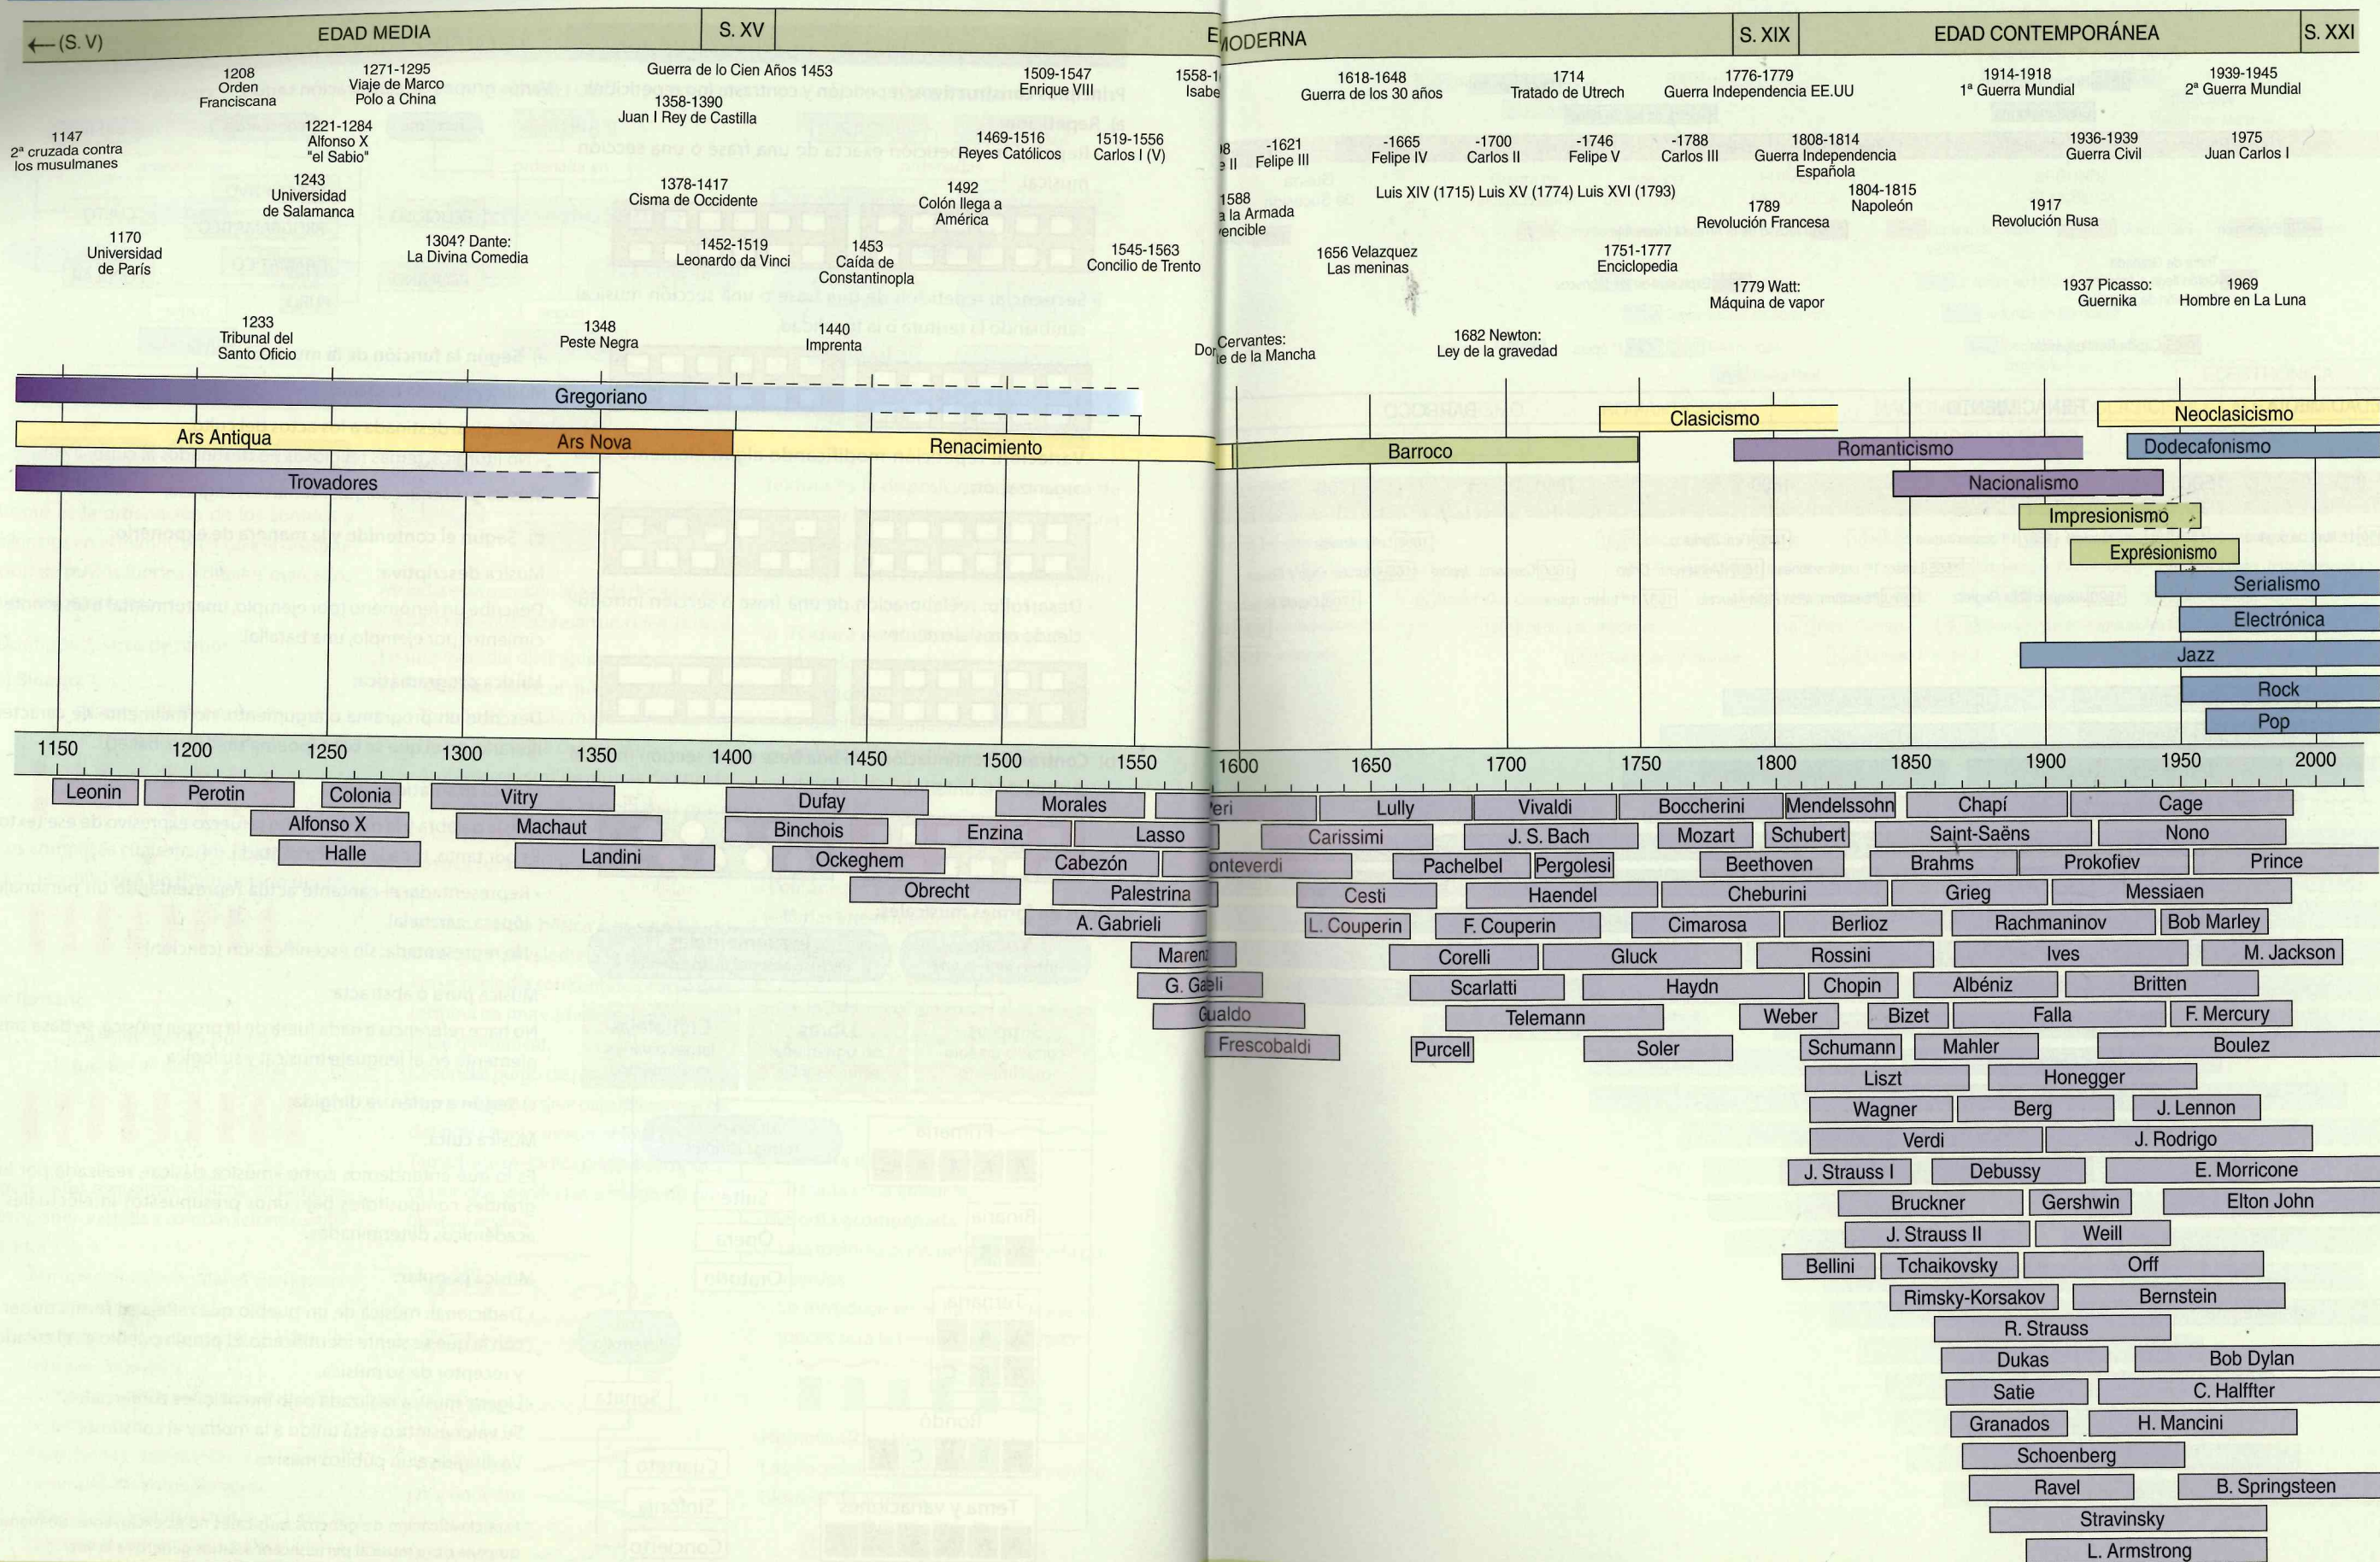 ←(S. V)
EDAD MEDIA
S. XV
MODERNA
S. XIX
EDAD CONTEMPORÁNEA
S. XXI
1147
2ª cruzada contra
los musulmanes
1170
Universidad
de París
1208
Orden
Franciscana
1271-1295
Viaje de Marco
Polo a China
1221-1284
Alfonso X
"el Sabio"
1243
Universidad
de Salamanca
1304? Dante:
La Divina Comedia
1233
Tribunal del
Santo Oficio
Guerra de lo Cien Años 1453
1358-1390
Juan I Rey de Castilla
1378-1417
Cisma de Occidente
1452-1519
Leonardo da Vinci
1453
Caída de
Constantinopla
1348
Peste Negra
1440
Imprenta
1509-1547
Enrique VIII
1469-1516
Reyes Católicos
1519-1556
Carlos I (V)
1492
Colón llega a
América
1545-1563
Concilio de Trento
1558-1
Isabe
e II
1588
a la Armada
encible
Cervantes:
e de la Mancha
1618-1648
Guerra de los 30 años
-1621
Felipe III
-1665
Felipe IV
-1700
Carlos II
-1746
Felipe V
-1788
Carlos III
1714
Tratado de Utrech
1776-1779
Guerra Independencia EE.UU
1808-1814
Guerra Independencia
Española
Luis XIV (1715) Luis XV (1774) Luis XVI (1793)
1804-1815
Napoleón
1789
Revolución Francesa
1656 Velazquez
Las meninas
1751-1777
Enciclopedia
1779 Watt:
Máquina de vapor
1682 Newton:
Ley de la gravedad
1914-1918
1ª Guerra Mundial
1939-1945
2ª Guerra Mundial
1936-1939
Guerra Civil
1975
Juan Carlos I
1917
Revolución Rusa
1937 Picasso:
Guernika
1969
Hombre en La Luna
Gregoriano
Ars Antiqua
Ars Nova
Renacimiento
Trovadores
Barroco
Clasicismo
Neoclasicismo
Romanticismo
Dodecafonismo
Nacionalismo
Impresionismo
Expresionismo
Serialismo
Electrónica
Jazz
Rock
Pop
1150 1200 1250 1300 1350 1400 1450 1500 1550 1600 1650 1700 1750 1800 1850 1900 1950 2000
Leonin Perotin Colonia Vitry Dufay Morales eri Lully Vivaldi Boccherini Mendelssohn Chapí Cage
Alfonso X Machaut Binchois Enzina Lasso Carissimi J. S. Bach Mozart Schubert Saint-Saëns Nono
Halle Landini Ockeghem Cabezón onteverdi Pachelbel Pergolesi Beethoven Brahms Prokofiev Prince
Obrecht Palestrina Cesti Haendel Cheburini Grieg Messiaen
A. Gabrieli L. Couperin F. Couperin Cimarosa Berlioz Rachmaninov Bob Marley
Maren Corelli Gluck Rossini Ives M. Jackson
G. Ga eli Scarlatti Haydn Chopin Albéniz Britten
Gualdo Telemann Weber Bizet Falla F. Mercury
Frescobaldi Purcell Soler Schumann Mahler Boulez
Liszt Honegger
Wagner Berg J. Lennon
Verdi J. Rodrigo
J. Strauss I Debussy E. Morricone
Bruckner Gershwin Elton John
J. Strauss II Weill
Bellini Tchaikovsky Orff
Rimsky-Korsakov Bernstein
R. Strauss
Dukas Bob Dylan
Satie C. Halffter
Granados H. Mancini
Schoenberg
Ravel B. Springsteen
Stravinsky
L. Armstrong